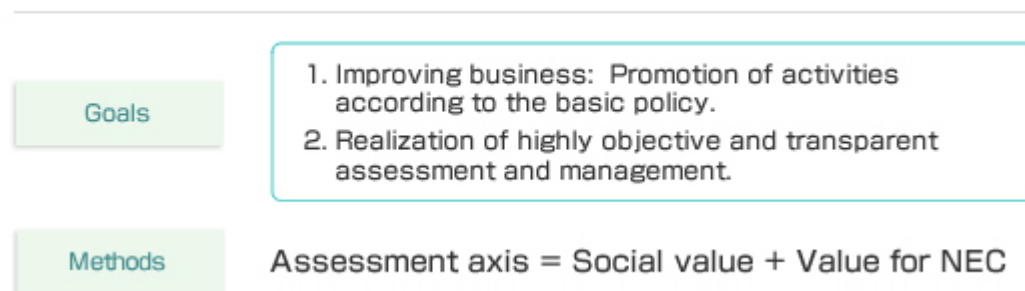 Goals
1. Improving business: Promotion of activities
according to the basic policy.
2. Realization of highly objective and transparent
assessment and management.
Methods
Assessment axis = Social value + Value for NEC